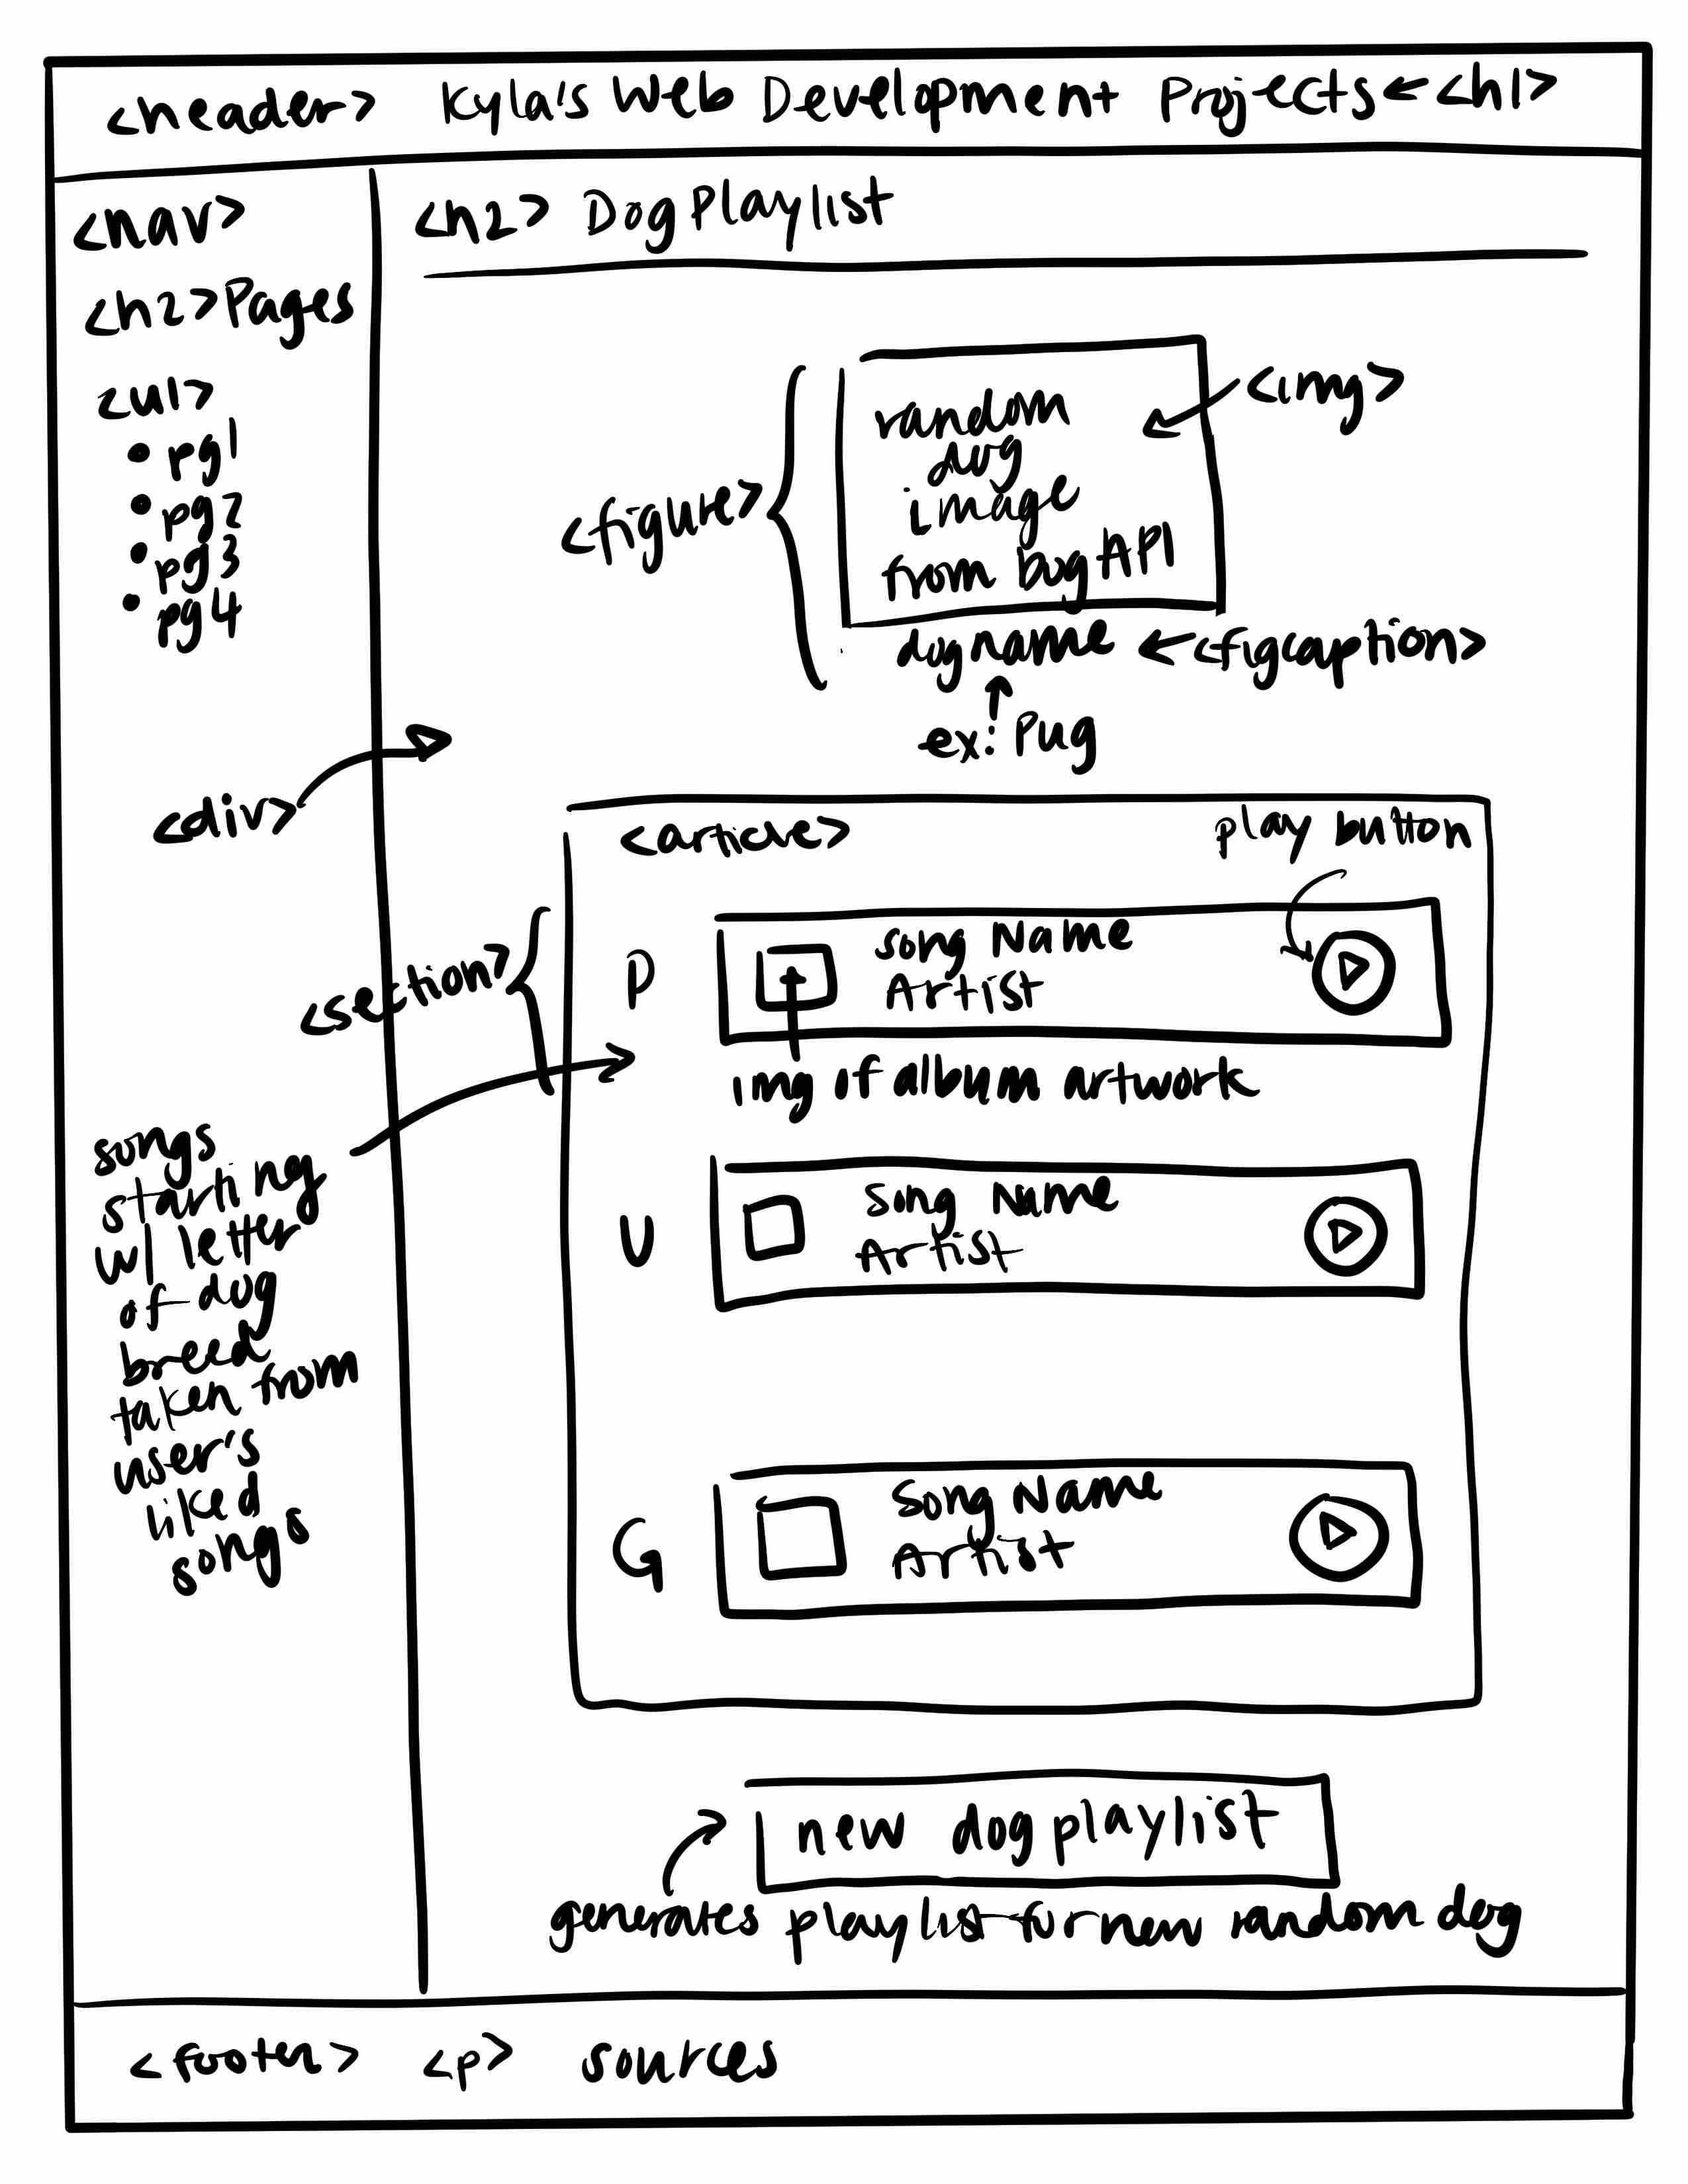 <header> Kyla's Web Development Projects ← <h1>
<nav>
<h2> Pages
<ul>
• pg1
• pg2
• pg3
• pg4
<h2> Dog Playlist
random
dog
image
from Dog API
<img>
<figure>
dog name ← <figcaption>
ex: Pug
<div>
<article>
play button
<section>
P
Song Name
Artist
img of album artwork
songs
starting
w/ letter
of dog
breed
taken from
user's
liked
songs
U
Song Name
Artist
G
Song Name
Artist
new dog playlist
generates playlist for new random dog
<footer> <p> sources